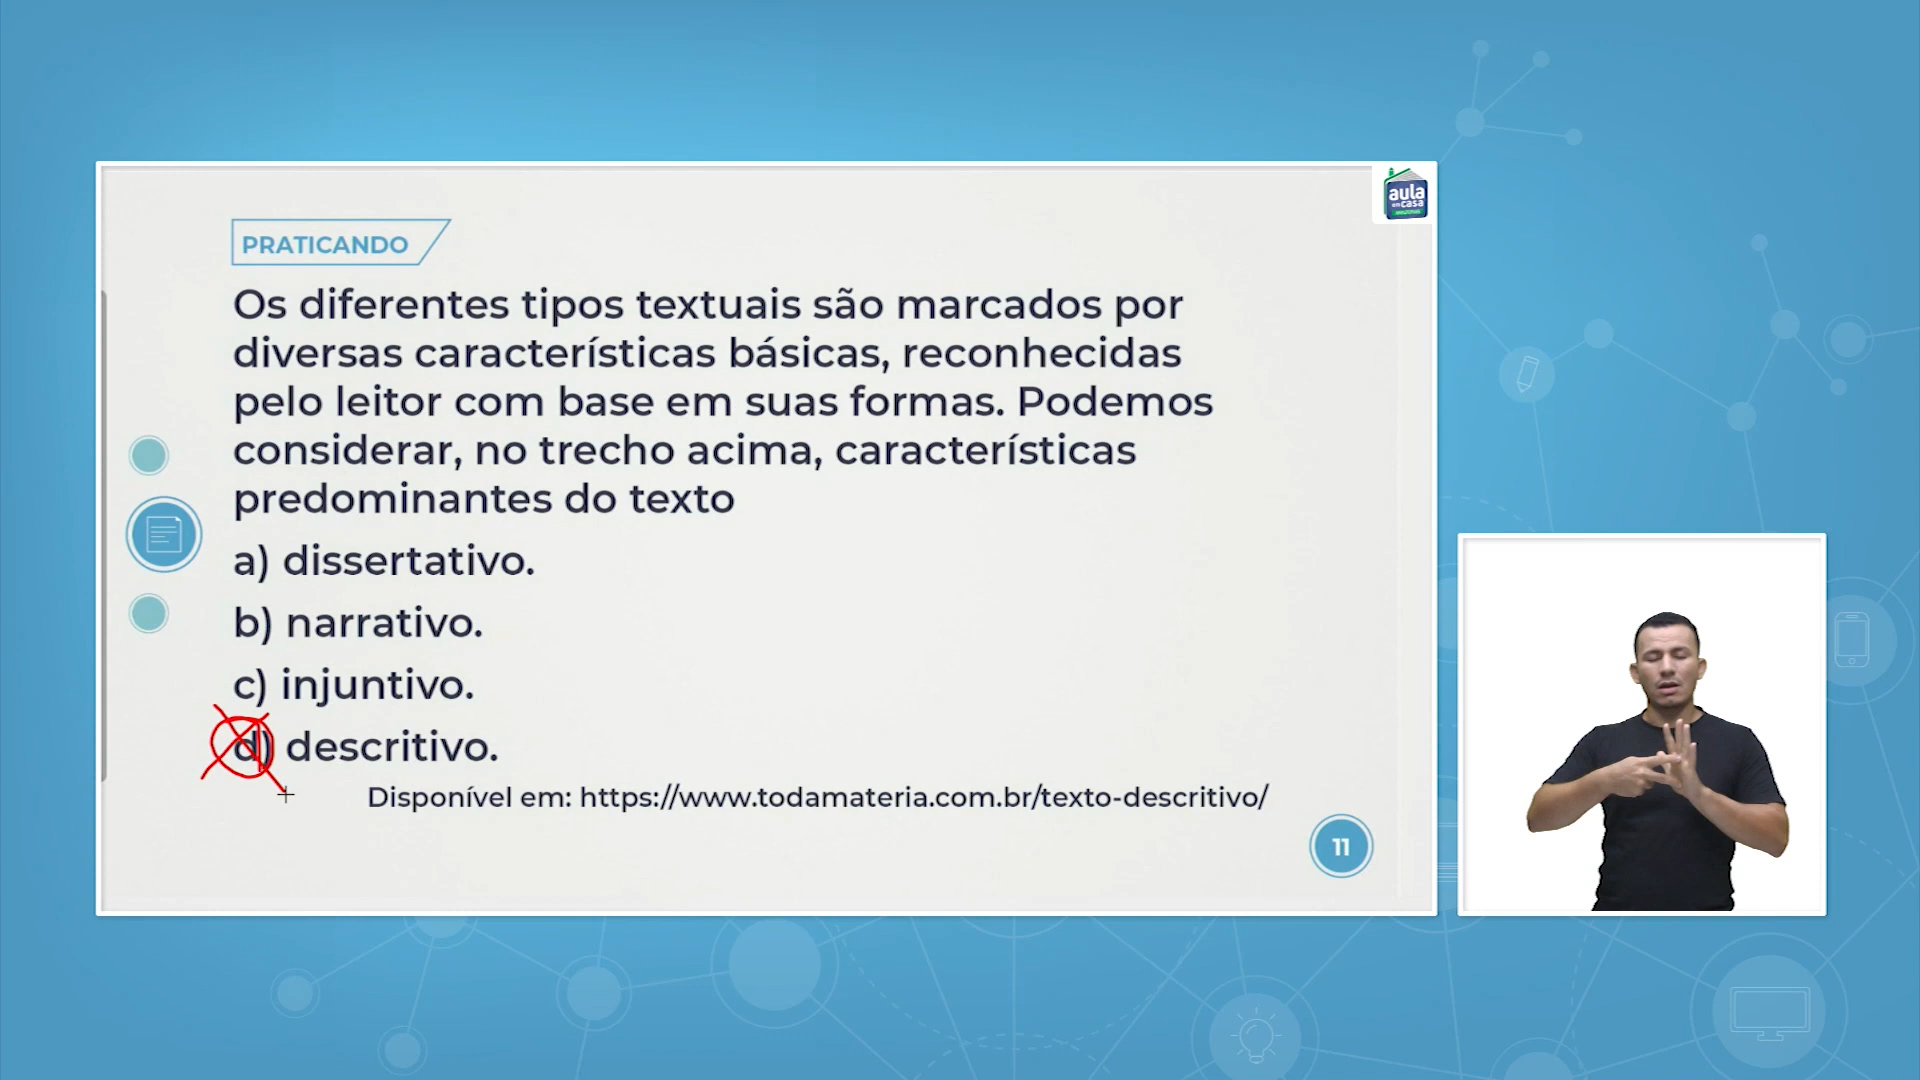 aula
em casa
PRATICANDO
Os diferentes tipos textuais são marcados por
diversas características básicas, reconhecidas
pelo leitor com base em suas formas. Podemos
considerar, no trecho acima, características
predominantes do texto
a) dissertativo.
b) narrativo.
c) injuntivo.
d) descritivo.
Disponível em: https://www.todamateria.com.br/texto-descritivo/
11